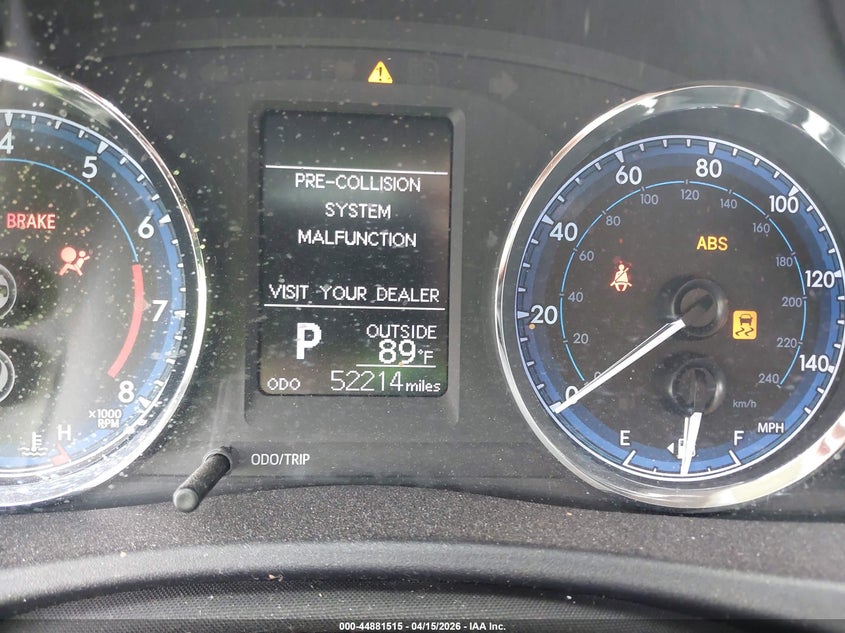 4
5
6
7
8
×1000
RPM
BRAKE
H
PRE-COLLISION
SYSTEM
MALFUNCTION
VISIT YOUR DEALER
P
OUTSIDE
89°F
ODO 52214 miles
ODO/TRIP
0
20
40
60
80
100
120
140
MPH
0
20
40
60
80
100
120
140
160
180
200
220
240
km/h
ABS
E
F
000-44881515 - 04/15/2026 - IAA Inc.